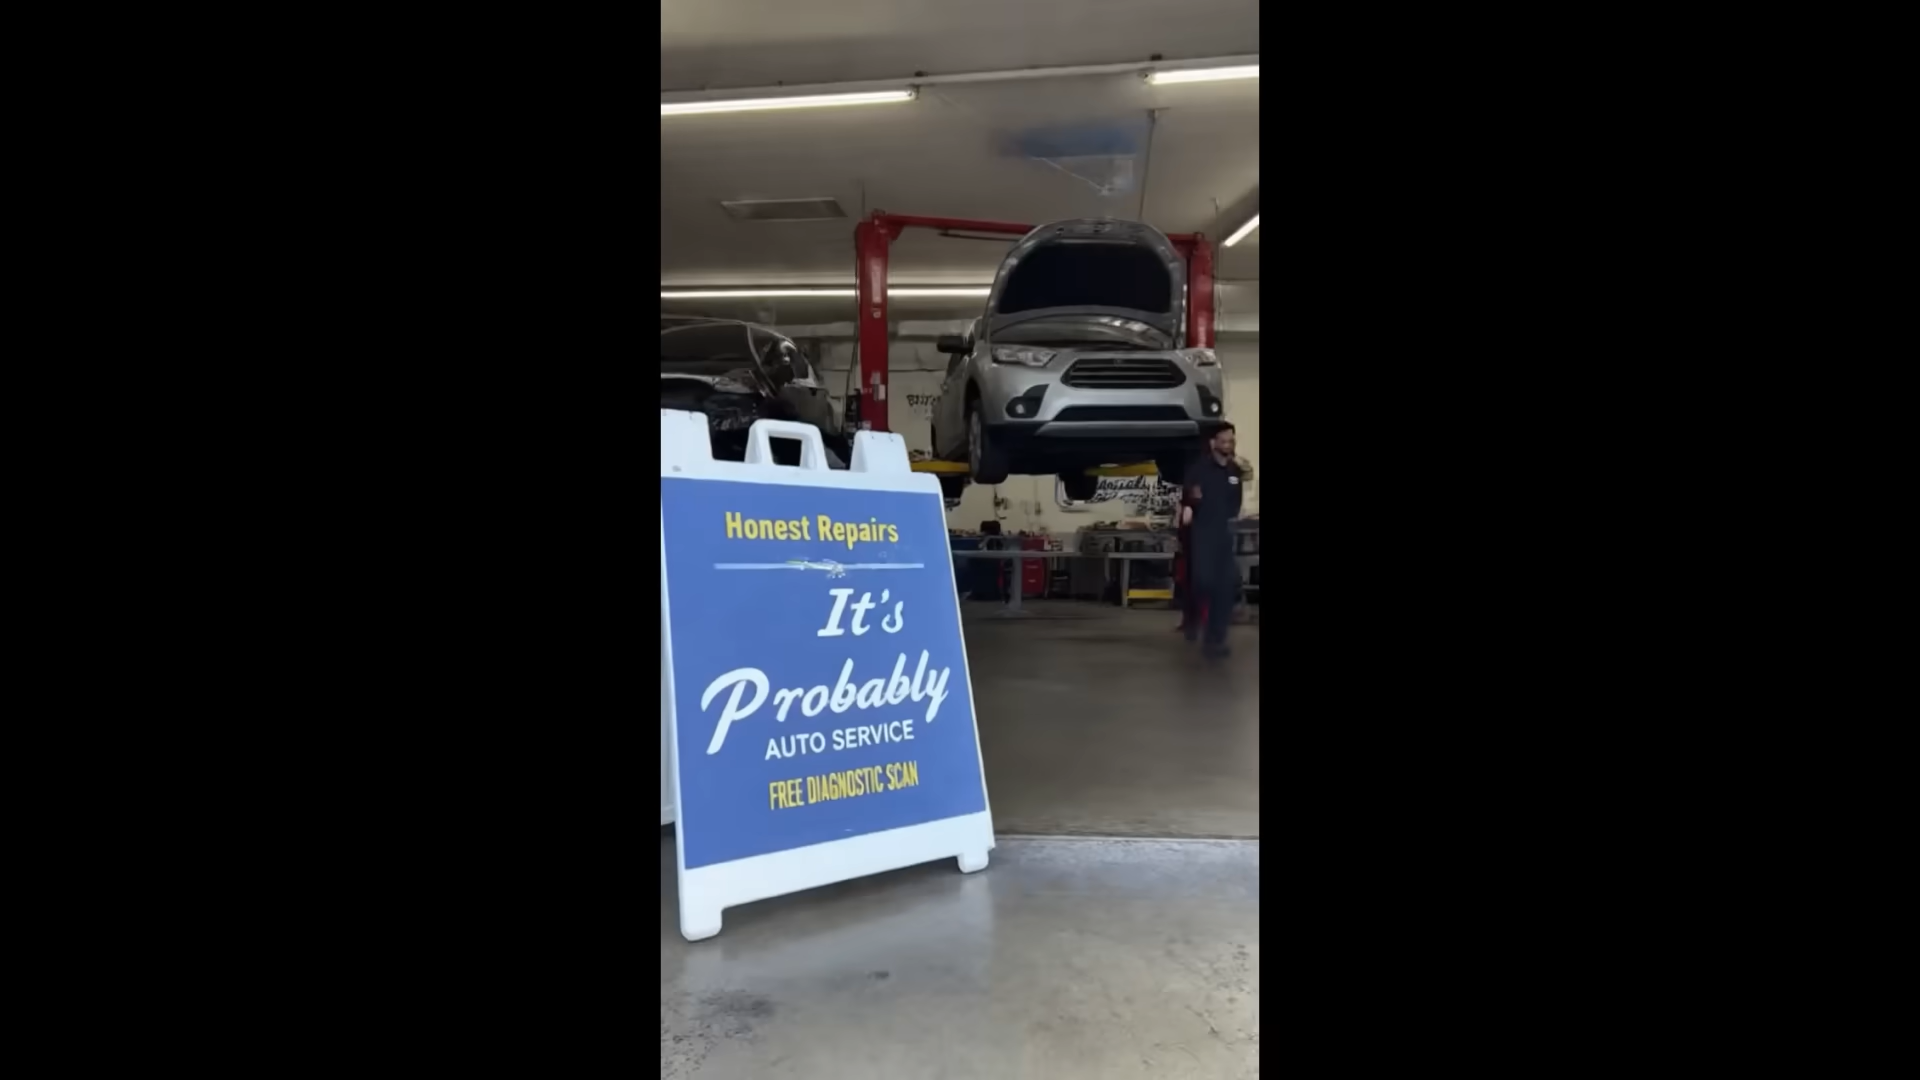 Honest Repairs
It's
Probably
AUTO SERVICE
FREE DIAGNOSTIC SCAN